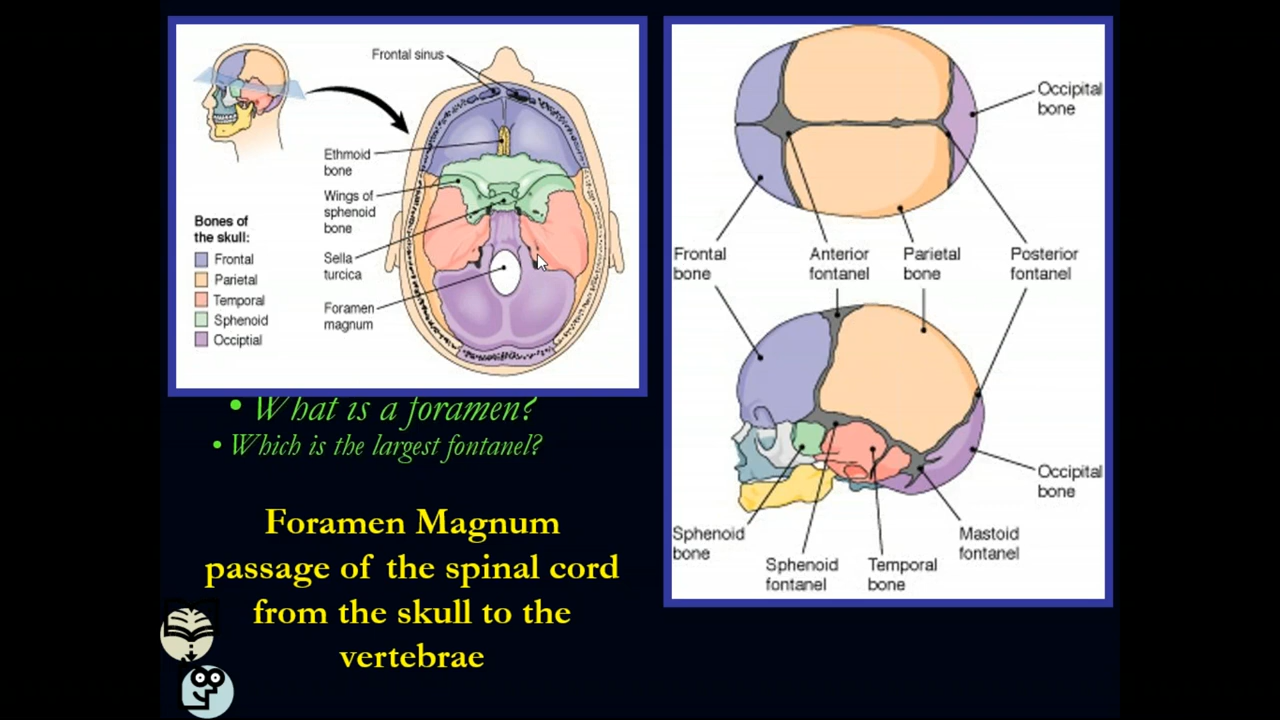 Frontal sinus
Ethmoid
bone
Wings of
sphenoid
bone
Sella
turcica
Foramen
magnum
Bones of
the skull:
Frontal
Parietal
Temporal
Sphenoid
Occiptial
Occipital
bone
Frontal
bone
Anterior
fontanel
Parietal
bone
Posterior
fontanel
Occipital
bone
Sphenoid
bone
Sphenoid
fontanel
Temporal
bone
Mastoid
fontanel
• What is a foramen?
• Which is the largest fontanel?
Foramen Magnum
passage of the spinal cord
from the skull to the
vertebrae